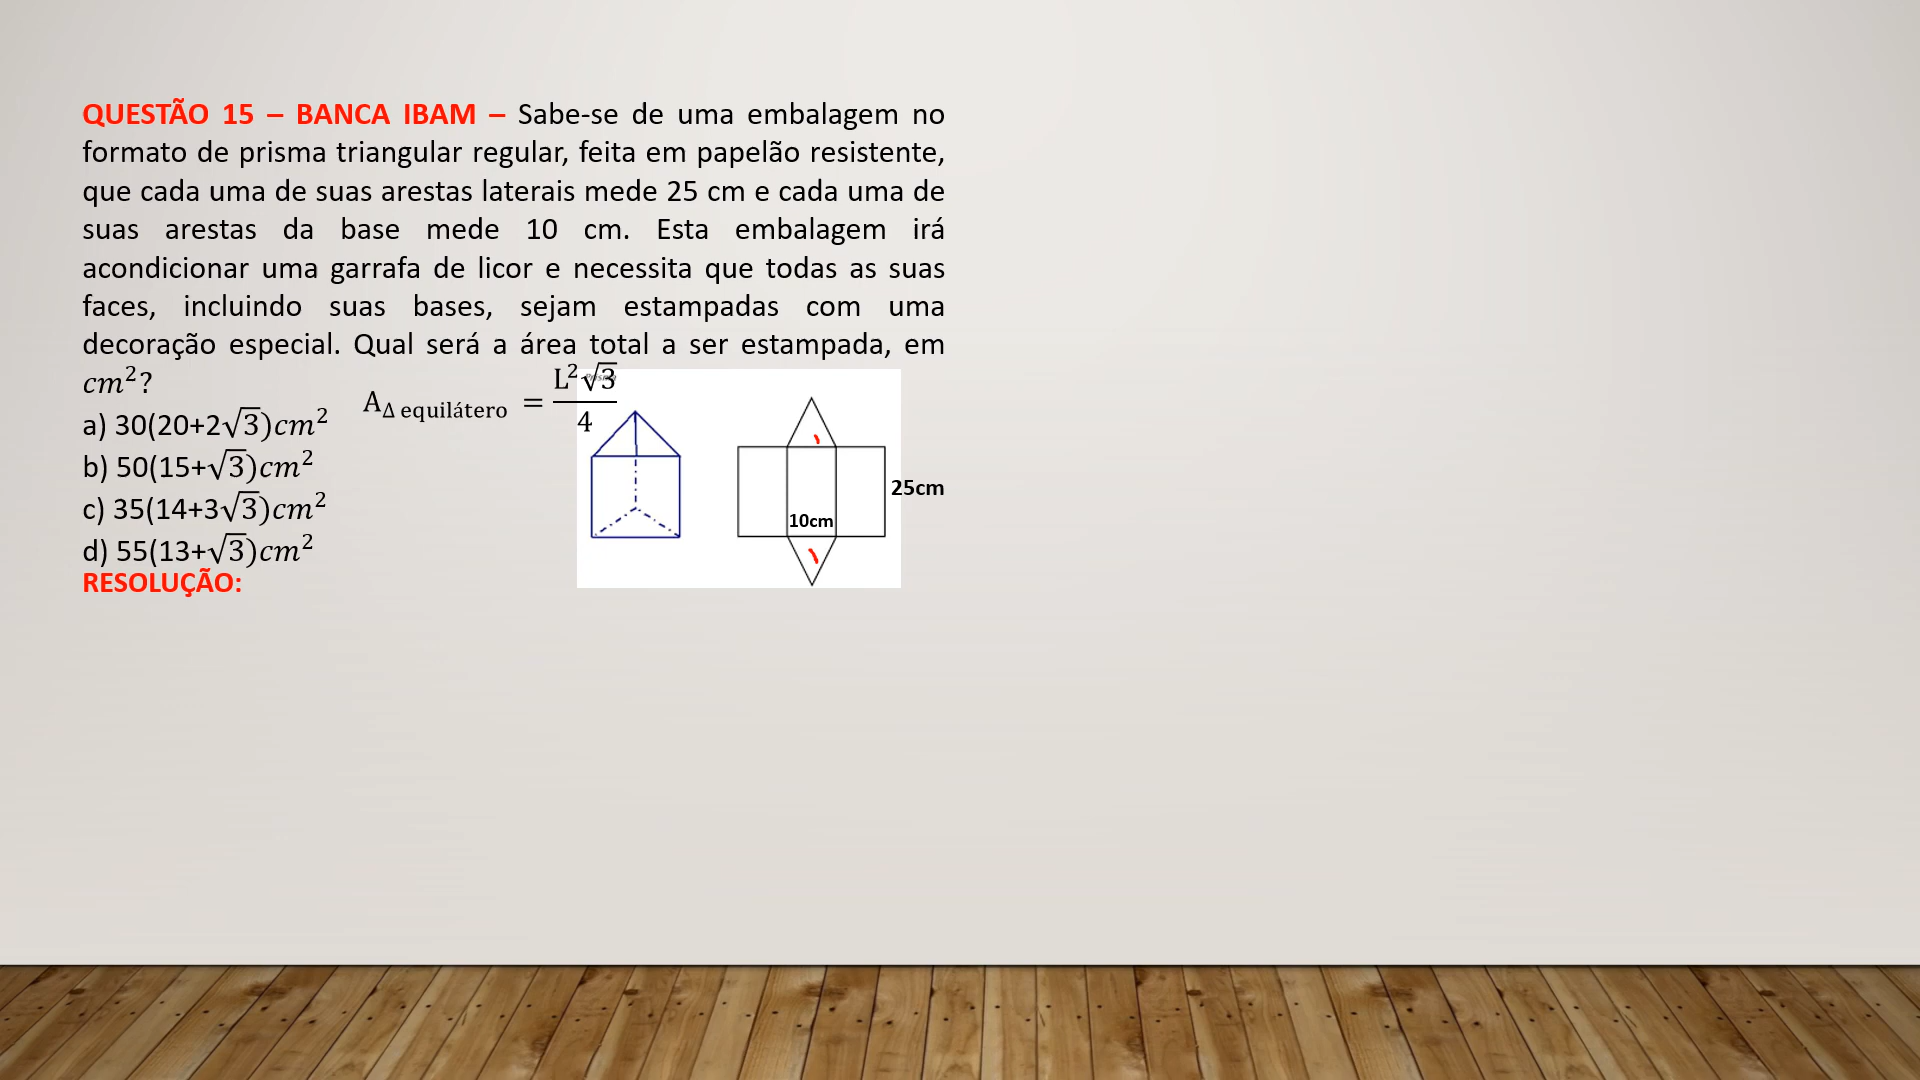 QUESTÃO 15 – BANCA IBAM – Sabe-se de uma embalagem no
formato de prisma triangular regular, feita em papelão resistente,
que cada uma de suas arestas laterais mede 25 cm e cada uma de
suas arestas da base mede 10 cm. Esta embalagem irá
acondicionar uma garrafa de licor e necessita que todas as suas
faces, incluindo suas bases, sejam estampadas com uma
decoração especial. Qual será a área total a ser estampada, em
cm²?
A_{Δ equilátero} = L²√3/4
a) 30(20+2√3)cm²
b) 50(15+√3)cm²
c) 35(14+3√3)cm²
d) 55(13+√3)cm²
25cm
10cm
RESOLUÇÃO: